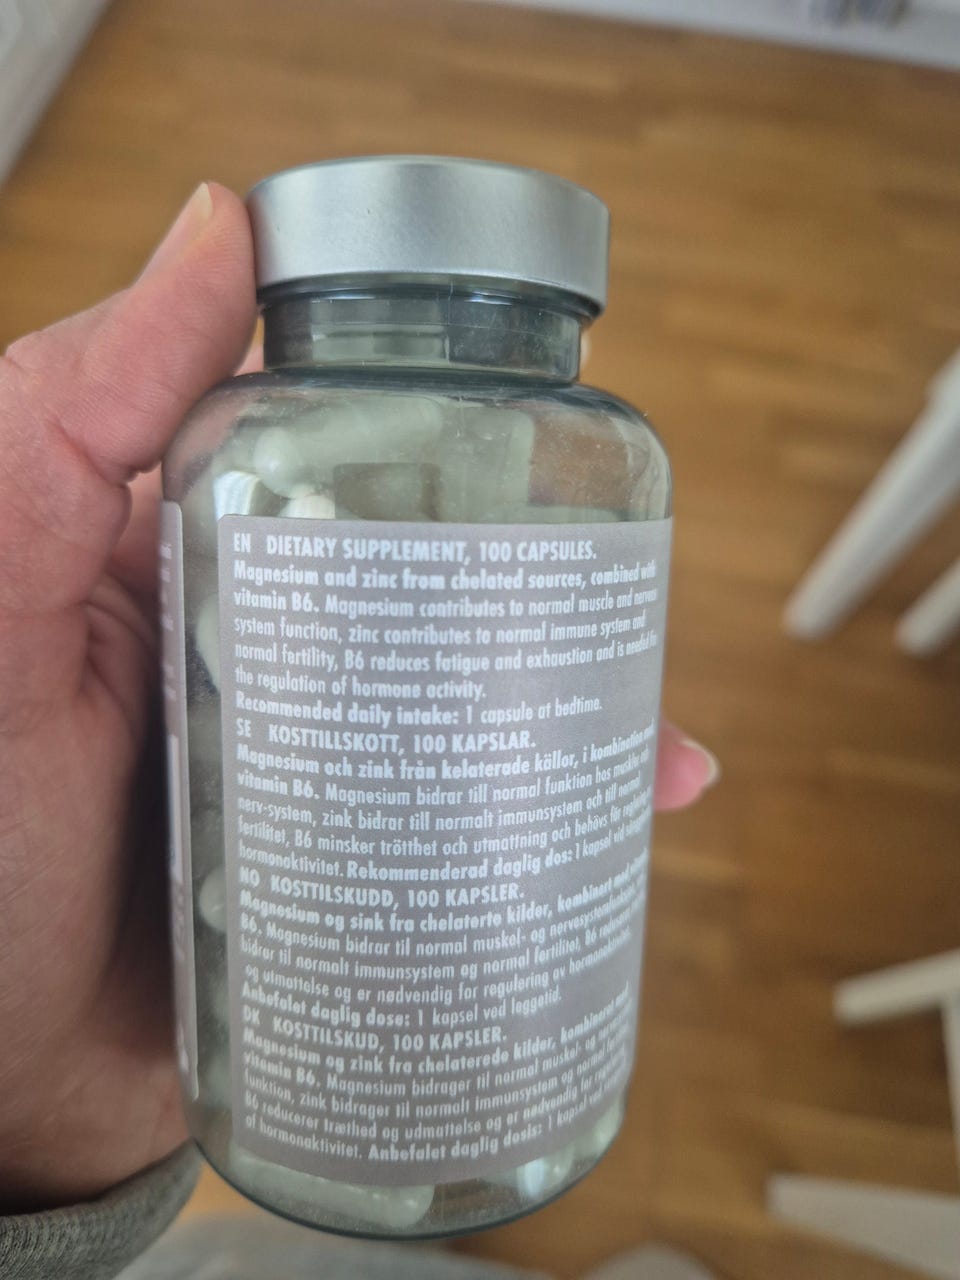 EN DIETARY SUPPLEMENT, 100 CAPSULES.
Magnesium and zinc from chelated sources, combined with
vitamin B6. Magnesium contributes to normal muscle and nervous
system function, zinc contributes to normal immune system and
normal fertility, B6 reduces fatigue and exhaustion and is needed for
the regulation of hormone activity.
Recommended daily intake: 1 capsule at bedtime.
SE KOSTTILLSKOTT, 100 KAPSLAR.
Magnesium och zink från kelaterade källor, i kombination med
vitamin B6. Magnesium bidrar till normal funktion hos muskler och
nerv-system, zink bidrar till normalt immunsystem och till normal
fertilitet, B6 minsker trötthet och utmattning och behövs för reglering
hormonoktivitet. Rekommenderad daglig dos: 1 kapsel vid
NO KOSTTILSKUDD, 100 KAPSLER.
Magnesium og sink fra chelaterte kilder, kombinert med
B6. Magnesium bidrar til normal muskel- og nervesystemfunksjon,
bidrar til normalt immunsystem og normal fertilitet, B6 reduserer
og utmattelse og er nødvendig for regulering av hormonaktivitet.
Anbefalet daglig dose: 1 kapsel ved leggetid.
DK KOSTTILSKUD, 100 KAPSLER.
Magnesium og zink fra chelaterede kilder, kombineret med
vitamin B6. Magnesium bidrager til normal muskel- og
funktion, zink bidrager til normalt immunsystem og normal
B6 reducerer træthed og udmattelse og er nødvendig for
af hormonaktivitet. Anbefalet daglig dosis: 1 kapsel ved